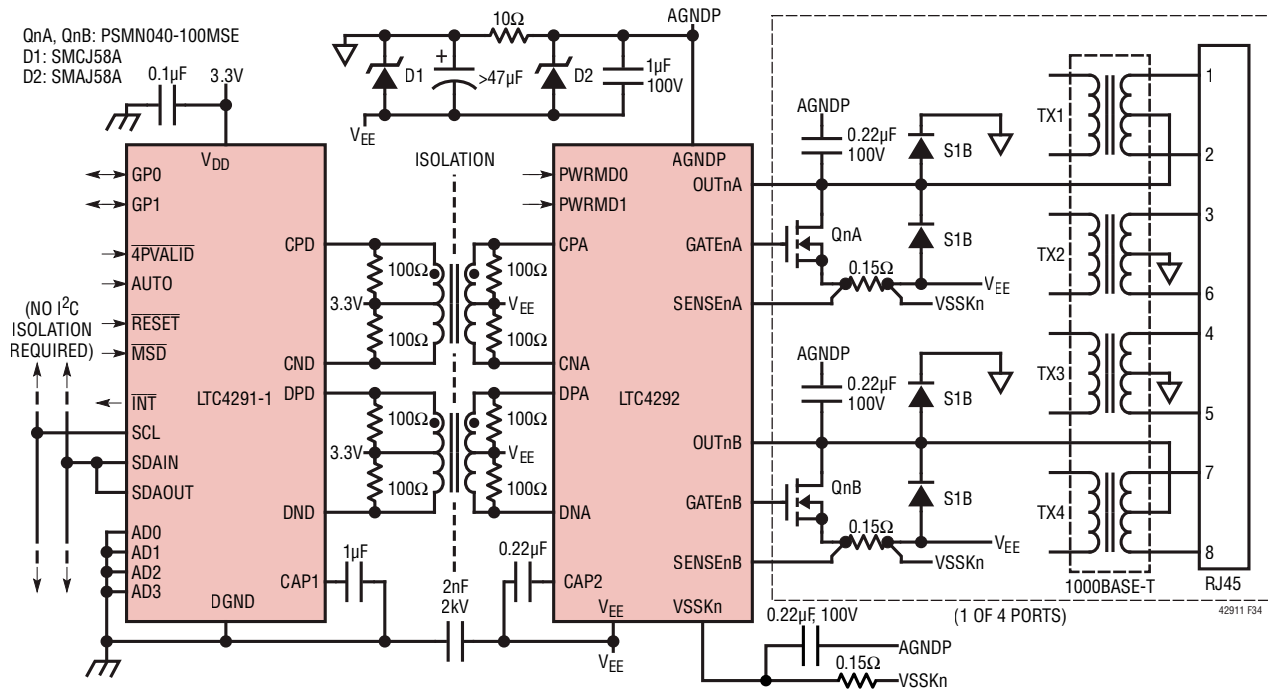 QnA, QnB: PSMN040-100MSE
D1: SMCJ58A
D2: SMAJ58A
0.1µF
3.3V
10Ω
AGNDP
D1
+
>47µF
D2
1µF
100V
VEE
VDD
GP0
GP1
4PVALID
AUTO
RESET
MSD
INT
SCL
SDAIN
SDAOUT
AD0
AD1
AD2
AD3
(NO I2C
ISOLATION
REQUIRED)
LTC4291-1
CPD
CND
DPD
DND
CAP1
DGND
1µF
ISOLATION
100Ω
100Ω
3.3V
VEE
100Ω
100Ω
100Ω
100Ω
3.3V
VEE
100Ω
100Ω
2nF
2kV
0.22µF
PWRMD0
PWRMD1
CPA
CNA
DPA
DNA
CAP2
LTC4292
AGNDP
OUTnA
GATEnA
SENSEnA
OUTnB
GATEnB
SENSEnB
VEE
VSSKn
VEE
AGNDP
0.22µF
100V
S1B
QnA
S1B
0.15Ω
VEE
VSSKn
AGNDP
0.22µF
100V
S1B
QnB
S1B
0.15Ω
VEE
VSSKn
0.22µF, 100V
AGNDP
0.15Ω
VSSKn
(1 OF 4 PORTS)
TX1
TX2
TX3
TX4
1000BASE-T
1
2
3
6
4
5
7
8
RJ45
42911 F34